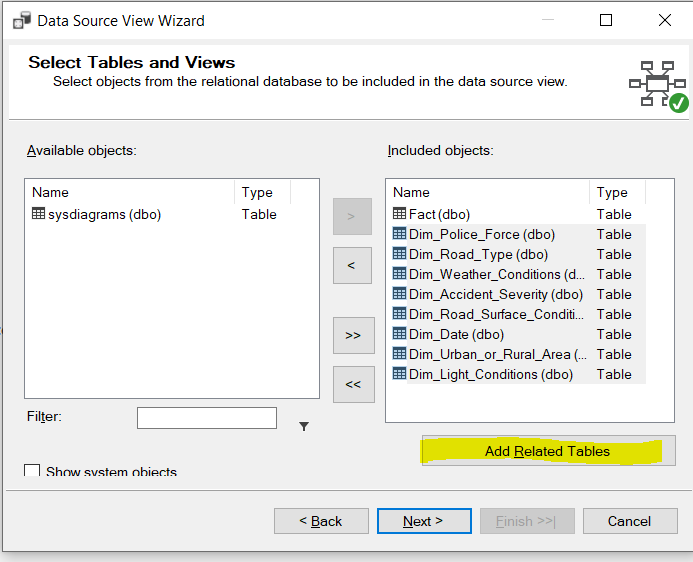 Data Source View Wizard
Select Tables and Views
Select objects from the relational database to be included in the data source view.
Available objects:
Included objects:
Name Type
sysdiagrams (dbo) Table
Name Type
Fact (dbo) Table
Dim_Police_Force (dbo) Table
Dim_Road_Type (dbo) Table
Dim_Weather_Conditions (d... Table
Dim_Accident_Severity (dbo) Table
Dim_Road_Surface_Conditi... Table
Dim_Date (dbo) Table
Dim_Urban_or_Rural_Area (... Table
Dim_Light_Conditions (dbo) Table
>
<
>>
<<
Filter:
Add Related Tables
Show system objects
< Back
Next >
Finish >>|
Cancel